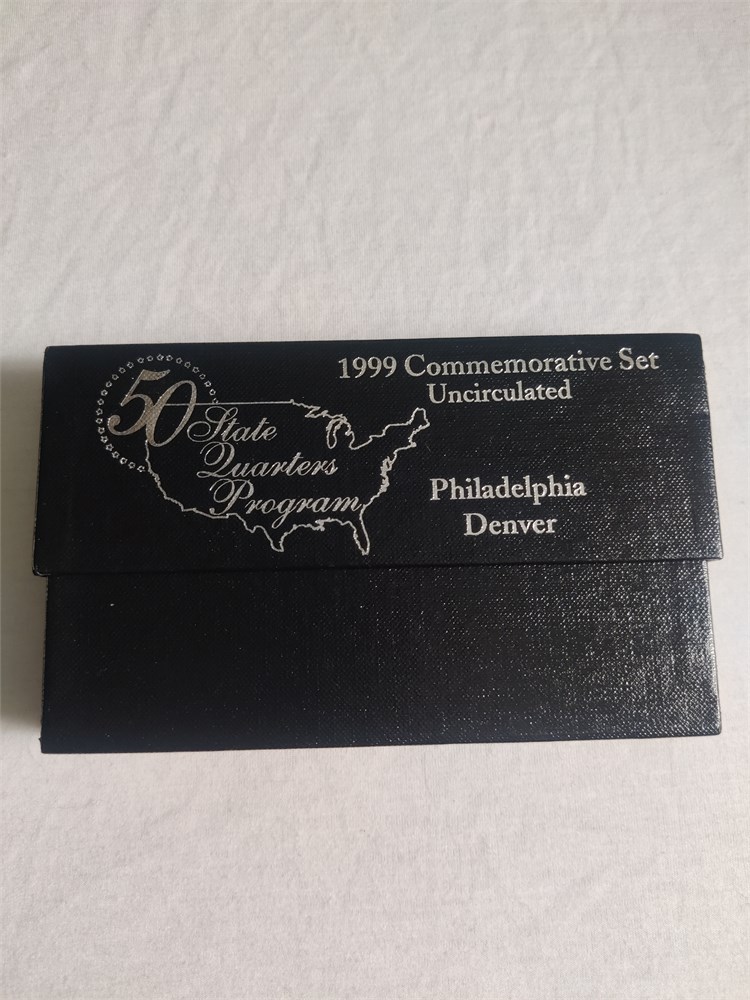 50 State
Quarters
Program
1999 Commemorative Set
Uncirculated
Philadelphia
Denver